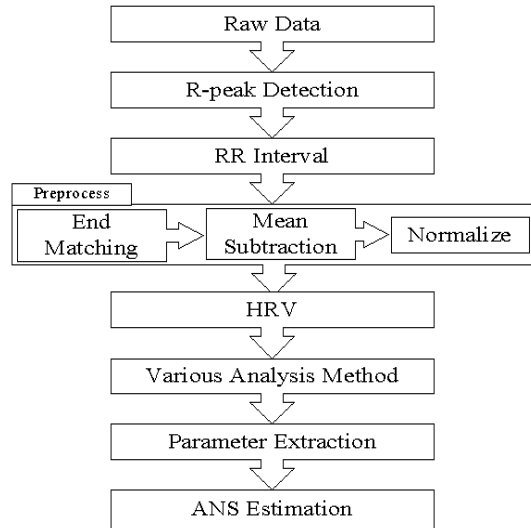 Raw Data
R-peak Detection
RR Interval
Preprocess
End
Matching
Mean
Subtraction
Normalize
HRV
Various Analysis Method
Parameter Extraction
ANS Estimation